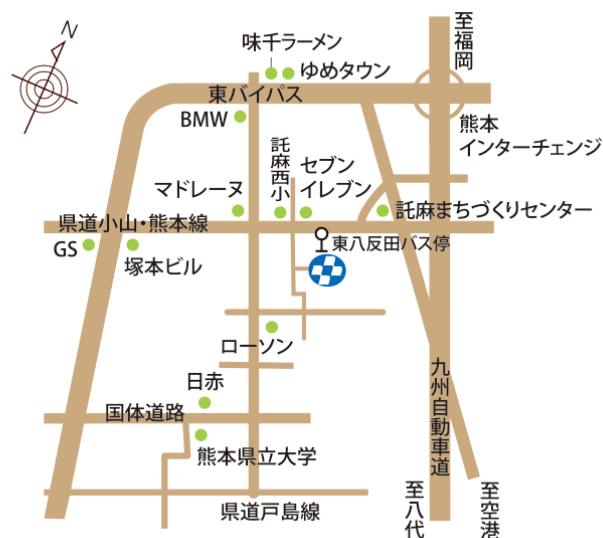 N
味千ラーメン
ゆめタウン
至福岡
東バイパス
BMW
熊本
インターチェンジ
託麻西小
セブン
イレブン
マドレーヌ
託麻まちづくりセンター
県道小山・熊本線
東八反田バス停
GS
塚本ビル
ローソン
九州自動車道
日赤
国体道路
熊本県立大学
県道戸島線
至八代
至空港